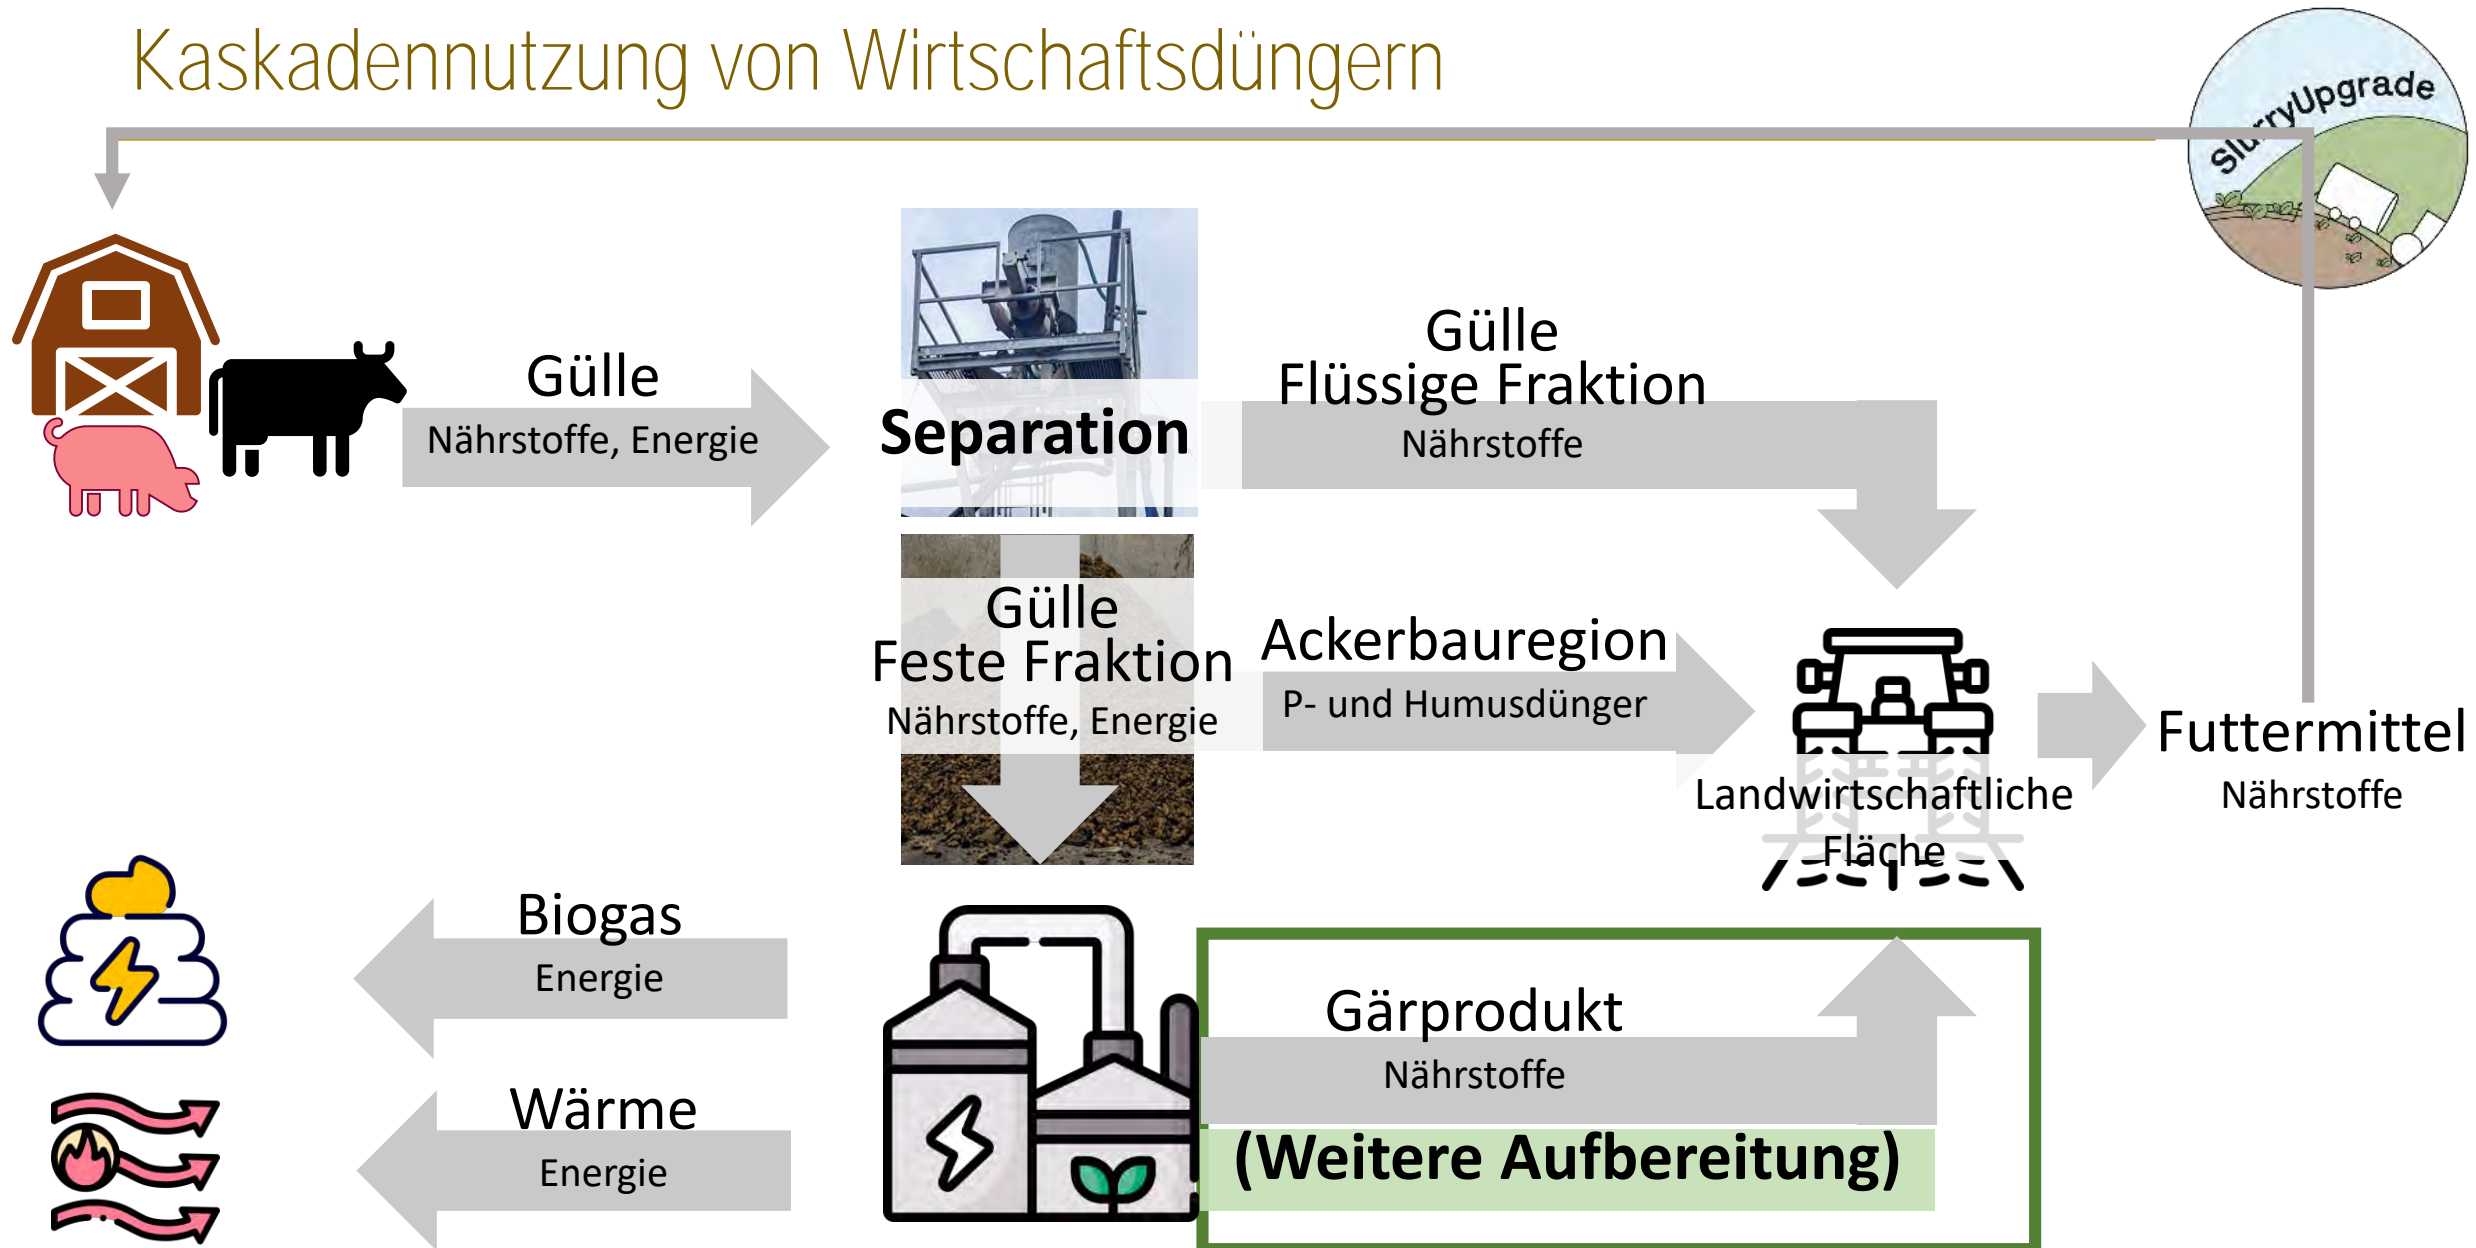 Kaskadennutzung von Wirtschaftsdüngern
SlurryUpgrade
Gülle
Nährstoffe, Energie
Separation
Gülle
Flüssige Fraktion
Nährstoffe
Gülle
Feste Fraktion
Nährstoffe, Energie
Ackerbauregion
P- und Humusdünger
Landwirtschaftliche
Fläche
Futtermittel
Nährstoffe
Biogas
Energie
Wärme
Energie
Gärprodukt
Nährstoffe
(Weitere Aufbereitung)